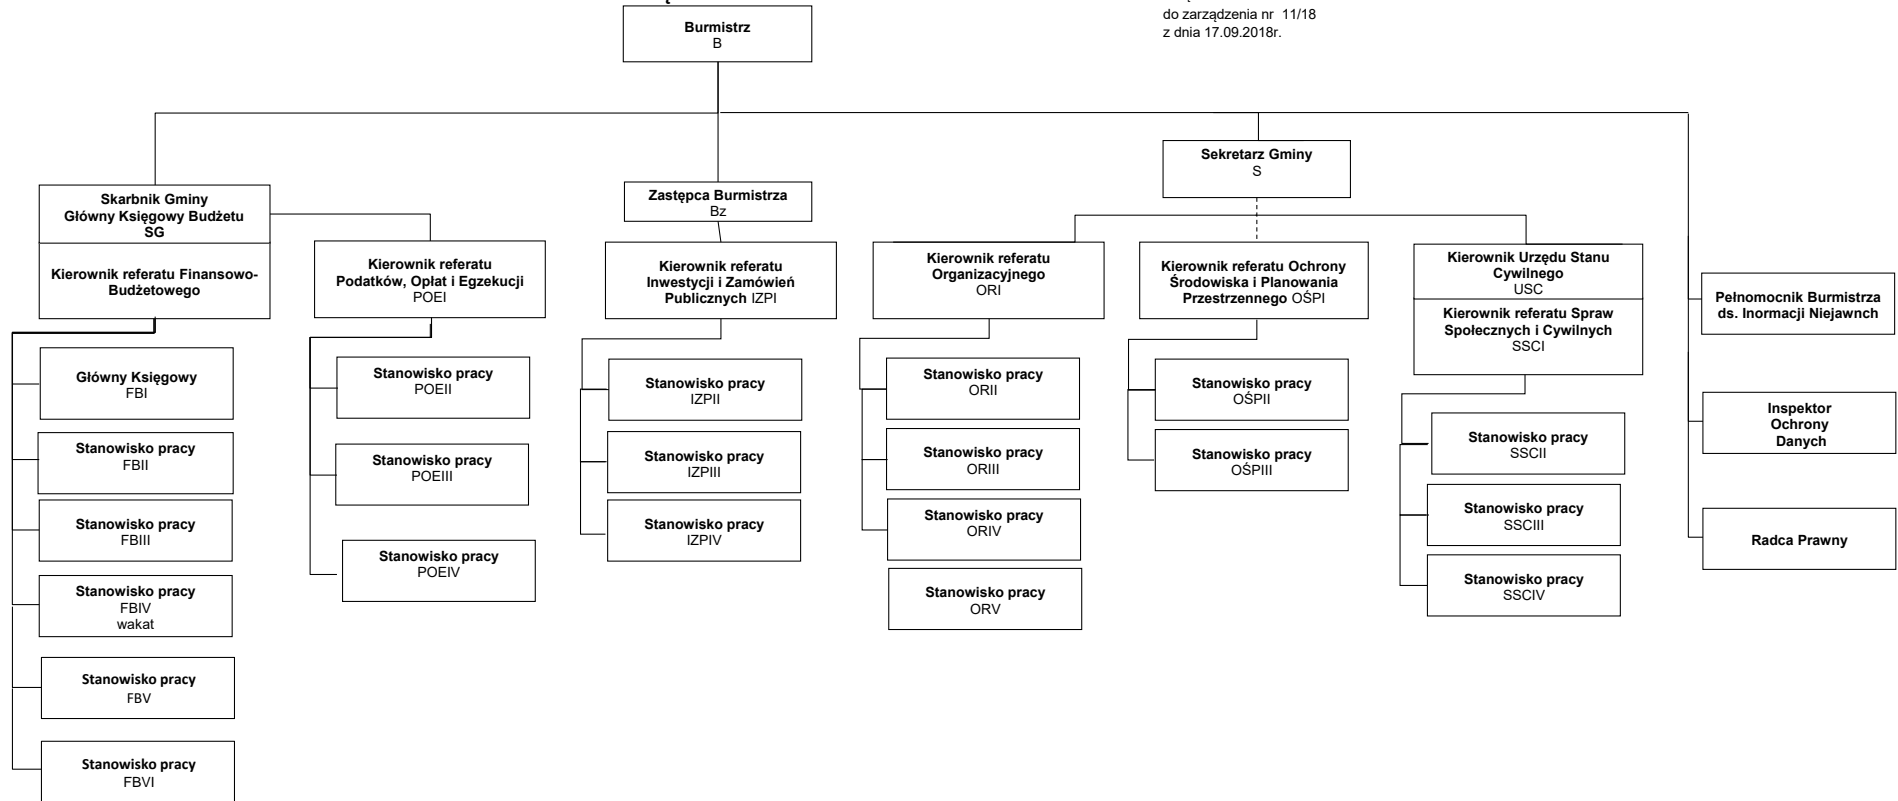 do zarządzenia nr 11/18
z dnia 17.09.2018r.
Burmistrz
B
Sekretarz Gminy
S
Skarbnik Gminy
Główny Księgowy Budżetu
SG
Kierownik referatu Finansowo-
Budżetowego
Zastępca Burmistrza
Bz
Kierownik referatu
Podatków, Opłat i Egzekucji
POEI
Kierownik referatu
Inwestycji i Zamówień
Publicznych IZPI
Kierownik referatu
Organizacyjnego
ORI
Kierownik referatu Ochrony
Środowiska i Planowania
Przestrzennego OŚPI
Kierownik Urzędu Stanu
Cywilnego
USC
Kierownik referatu Spraw
Społecznych i Cywilnych
SSCI
Pełnomocnik Burmistrza
ds. Inormacji Niejawnch
Inspektor
Ochrony
Danych
Radca Prawny
Główny Księgowy
FBI
Stanowisko pracy
FBII
Stanowisko pracy
FBIII
Stanowisko pracy
FBIV
wakat
Stanowisko pracy
FBV
Stanowisko pracy
FBVI
Stanowisko pracy
POEII
Stanowisko pracy
POEIII
Stanowisko pracy
POEIV
Stanowisko pracy
IZPII
Stanowisko pracy
IZPIII
Stanowisko pracy
IZPIV
Stanowisko pracy
ORII
Stanowisko pracy
ORIII
Stanowisko pracy
ORIV
Stanowisko pracy
ORV
Stanowisko pracy
OŚPII
Stanowisko pracy
OŚPIII
Stanowisko pracy
SSCII
Stanowisko pracy
SSCIII
Stanowisko pracy
SSCIV